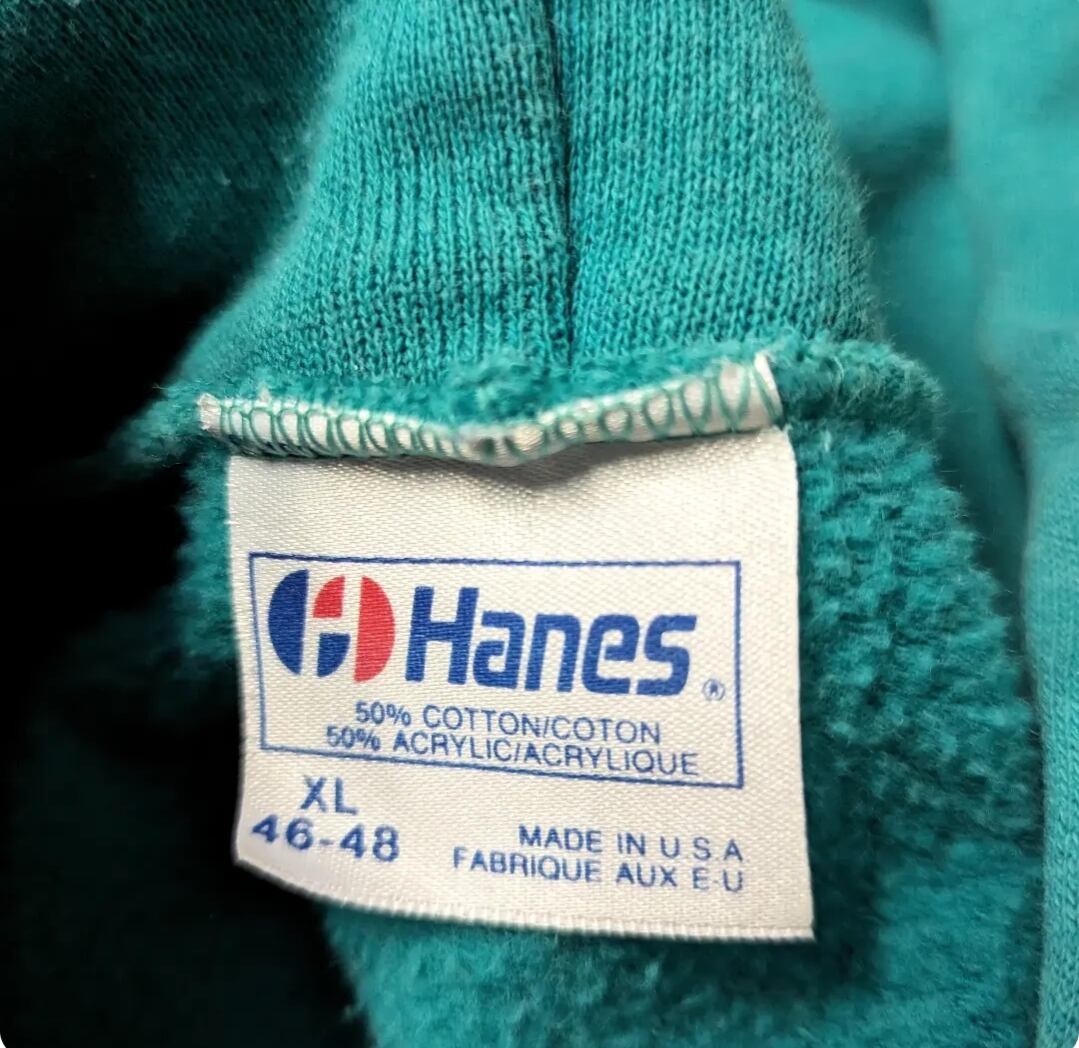 Hanes ®
50% COTTON/COTON
50% ACRYLIC/ACRYLIQUE
XL
46-48
MADE IN U S A
FABRIQUE AUX E-U